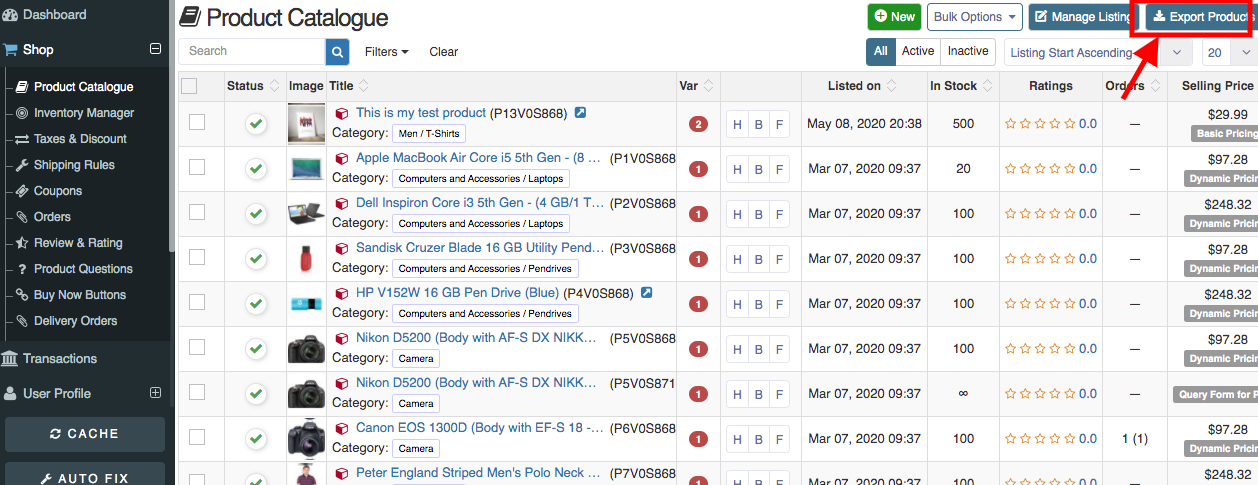 Dashboard
Shop
Product Catalogue
Inventory Manager
Taxes & Discount
Shipping Rules
Coupons
Orders
Review & Rating
Product Questions
Buy Now Buttons
Delivery Orders
Transactions
User Profile
CACHE
AUTO FIX
Product Catalogue
New
Bulk Options
Manage Listing
Export Products
Search
Filters
Clear
All
Active
Inactive
Listing Start Ascending
20
Status Image Title Var Listed on In Stock Ratings Orders Selling Price
This is my test product (P13V0S868) 2 H B F May 08, 2020 20:38 500 0.0 — $29.99
Category: Men / T-Shirts Basic Pricing
Apple MacBook Air Core i5 5th Gen - (8 ... (P1V0S868 1 H B F Mar 07, 2020 09:37 20 0.0 — $97.28
Category: Computers and Accessories / Laptops Dynamic Pricin
Dell Inspiron Core i3 5th Gen - (4 GB/1 T... (P2V0S868 1 H B F Mar 07, 2020 09:37 100 0.0 — $248.32
Category: Computers and Accessories / Laptops Dynamic Pricin
Sandisk Cruzer Blade 16 GB Utility Pend... (P3V0S868 1 H B F Mar 07, 2020 09:37 100 0.0 — $97.28
Category: Computers and Accessories / Pendrives Dynamic Pricin
HP V152W 16 GB Pen Drive (Blue) (P4V0S868) 1 H B F Mar 07, 2020 09:37 100 0.0 — $248.32
Category: Computers and Accessories / Pendrives Dynamic Pricin
Nikon D5200 (Body with AF-S DX NIKK... (P5V0S868 1 H B F Mar 07, 2020 09:37 100 0.0 — $97.28
Category: Camera Dynamic Pricin
Nikon D5200 (Body with AF-S DX NIKK... (P5V0S871 1 H B F Mar 07, 2020 09:37 ∞ 0.0 —
Category: Camera Query Form for P
Canon EOS 1300D (Body with EF-S 18 -... (P6V0S868 1 H B F Mar 07, 2020 09:37 100 0.0 1 (1) $97.28
Category: Camera Dynamic Pricin
Peter England Striped Men's Polo Neck ... (P7V0S868 H B F Mar 07, 2020 09:37 100 0.0 — $248.32
Category: